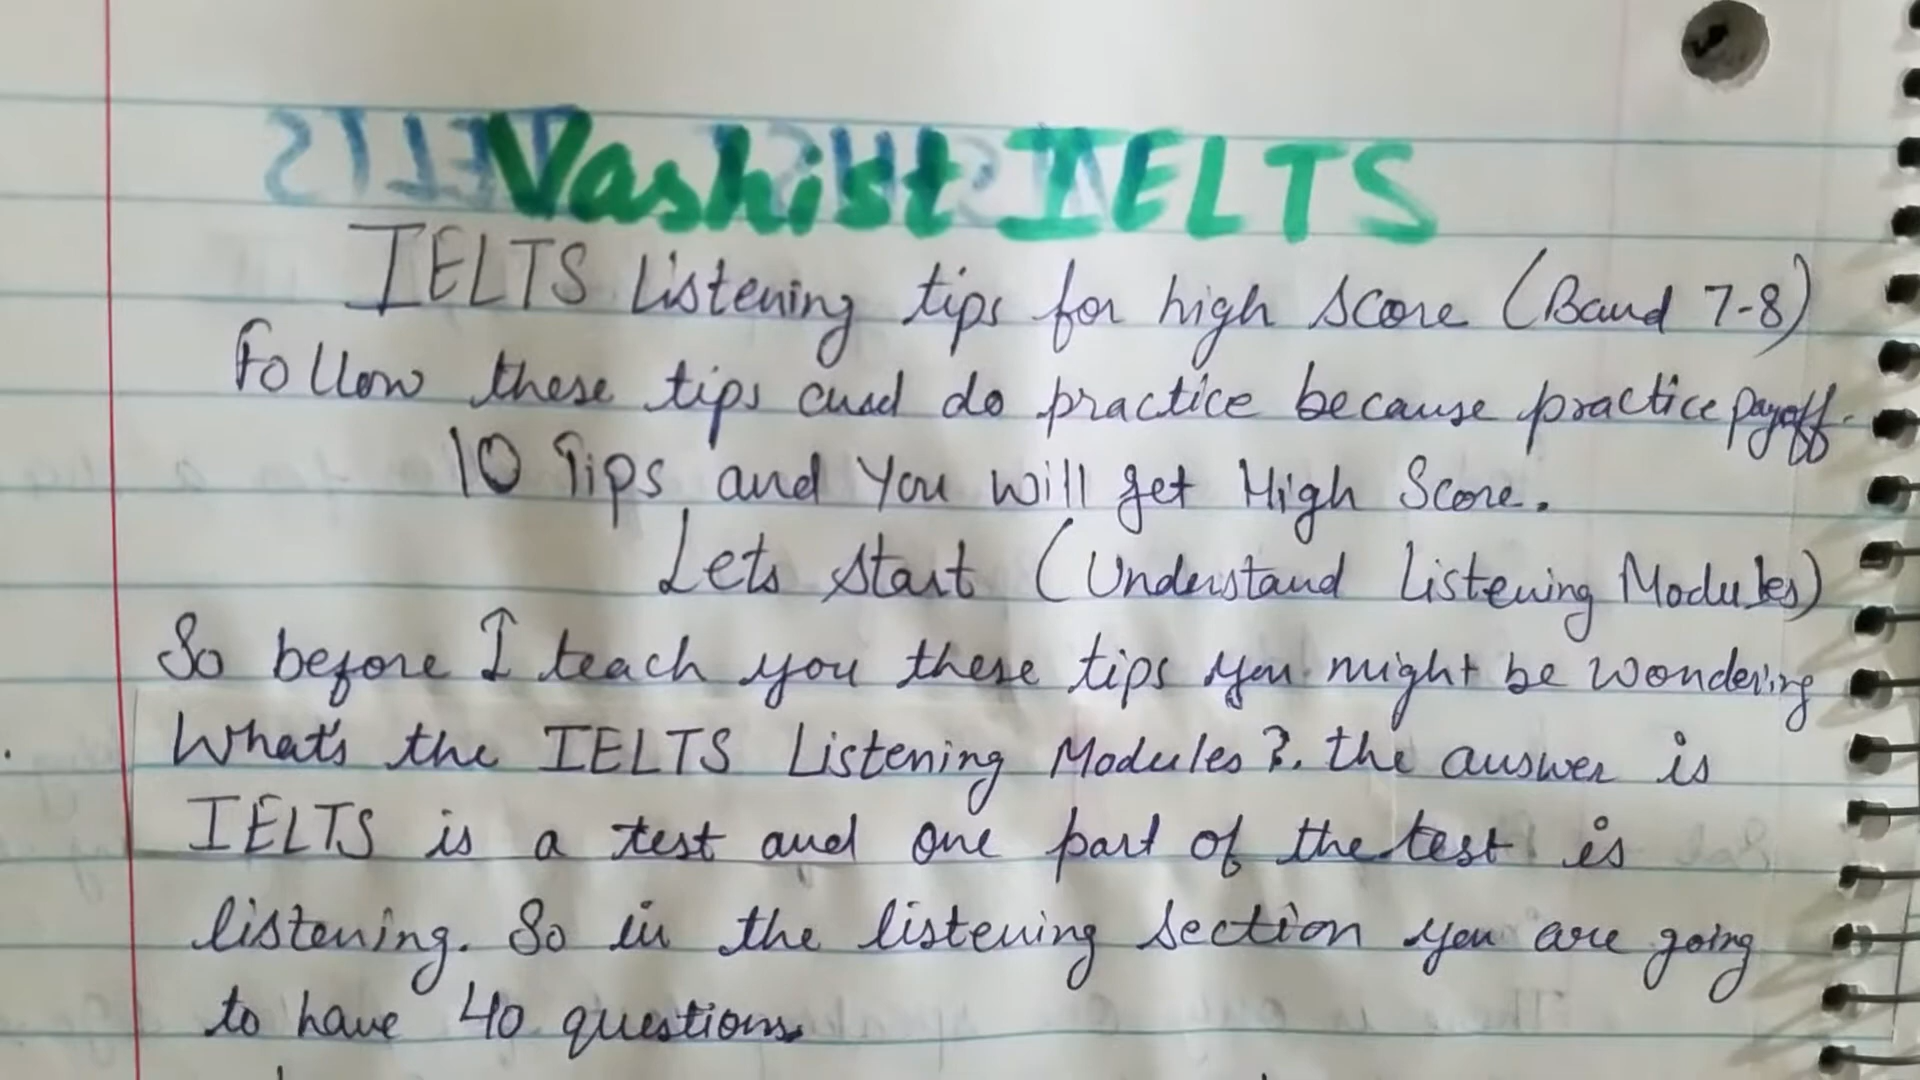 Vashist IELTS
IELTS Listening tips for high score (Band 7-8)
Follow these tips and do practice because practice payoff.
10 Tips and You will get High Score.
Lets start (Understand Listening Modules)
So before I teach you these tips you might be wondering
What's the IELTS Listening Modules?. the answer is
IELTS is a test and one part of the test is
listening. So in the listening section you are going
to have 40 questions.